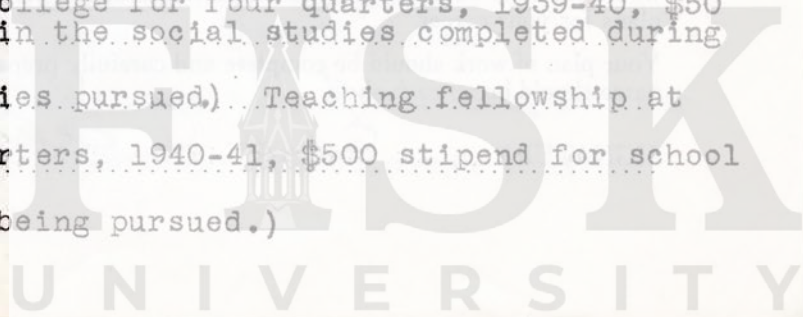 college for four quarters, 1939-40, $50
in the social studies completed during
ies pursued.) Teaching fellowship at
rters, 1940-41, $500 stipend for school
being pursued.)
FISK
UNIVERSITY